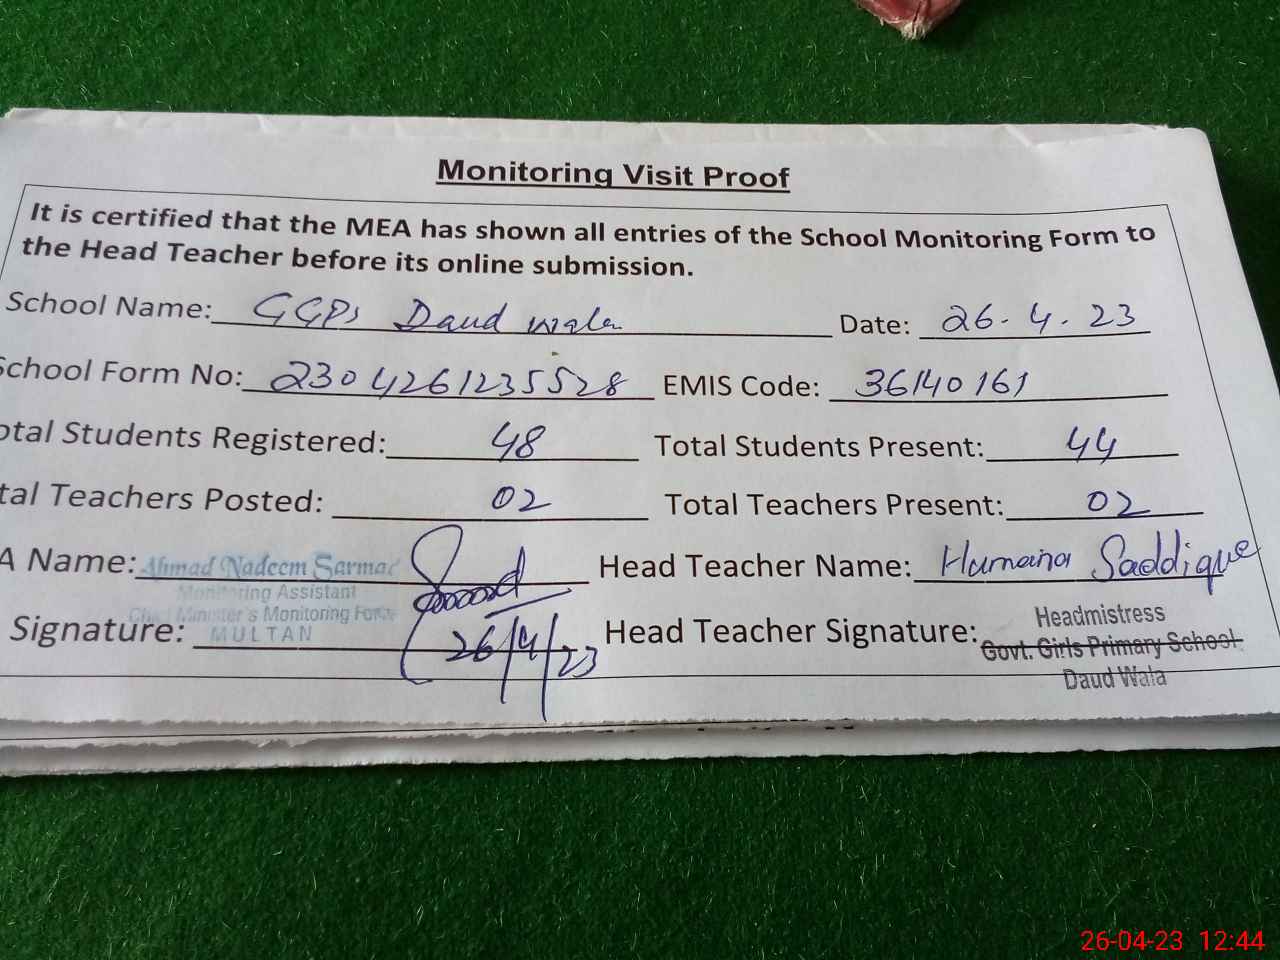 Monitoring Visit Proof
It is certified that the MEA has shown all entries of the School Monitoring Form to
the Head Teacher before its online submission.
School Name: GGPS Daud wala Date: 26.4.23
School Form No: 2304261235528 EMIS Code: 36140161
otal Students Registered: 48 Total Students Present: 44
tal Teachers Posted: 02 Total Teachers Present: 02
A Name: Ahmad Nadeem Sarmad Head Teacher Name: Humaira Saddique
Monitoring Assistant
Chief Minister's Monitoring Force
MULTAN
Signature: 26/4/23 Head Teacher Signature:
Headmistress
Govt. Girls Primary School
Daud Wala
26-04-23 12:44